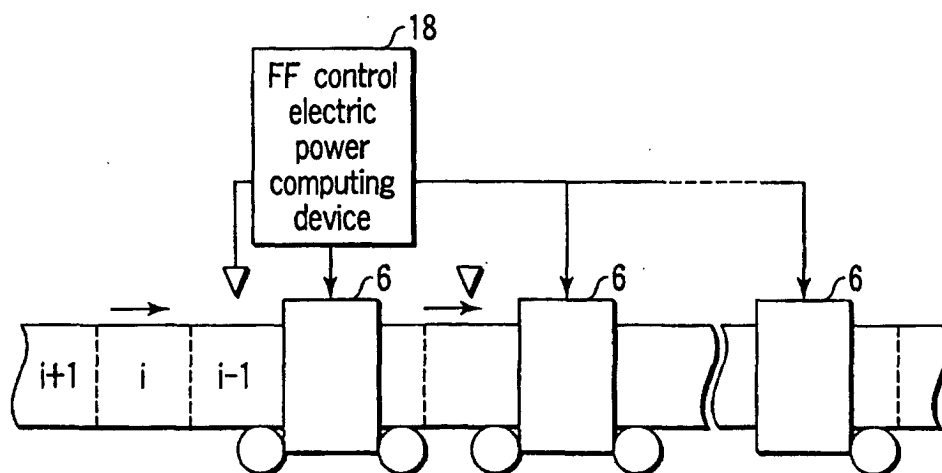 18
FF control
electric
power
computing
device
6
6
6
i+1
i
i-1